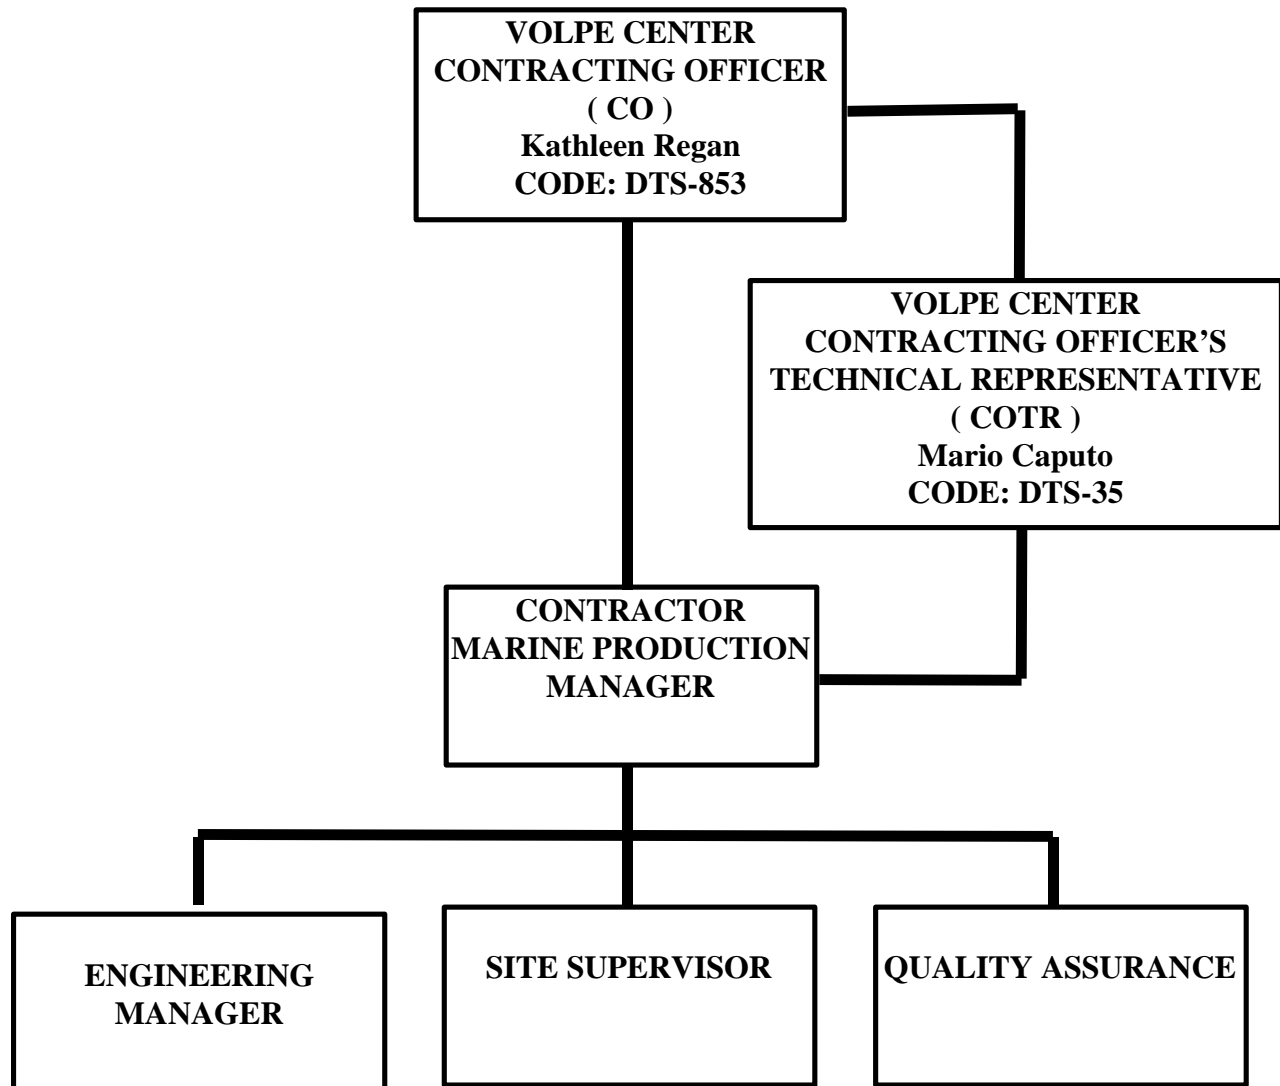 VOLPE CENTER
CONTRACTING OFFICER
( CO )
Kathleen Regan
CODE: DTS-853
VOLPE CENTER
CONTRACTING OFFICER’S
TECHNICAL REPRESENTATIVE
( COTR )
Mario Caputo
CODE: DTS-35
CONTRACTOR
MARINE PRODUCTION
MANAGER
ENGINEERING
MANAGER
SITE SUPERVISOR
QUALITY ASSURANCE